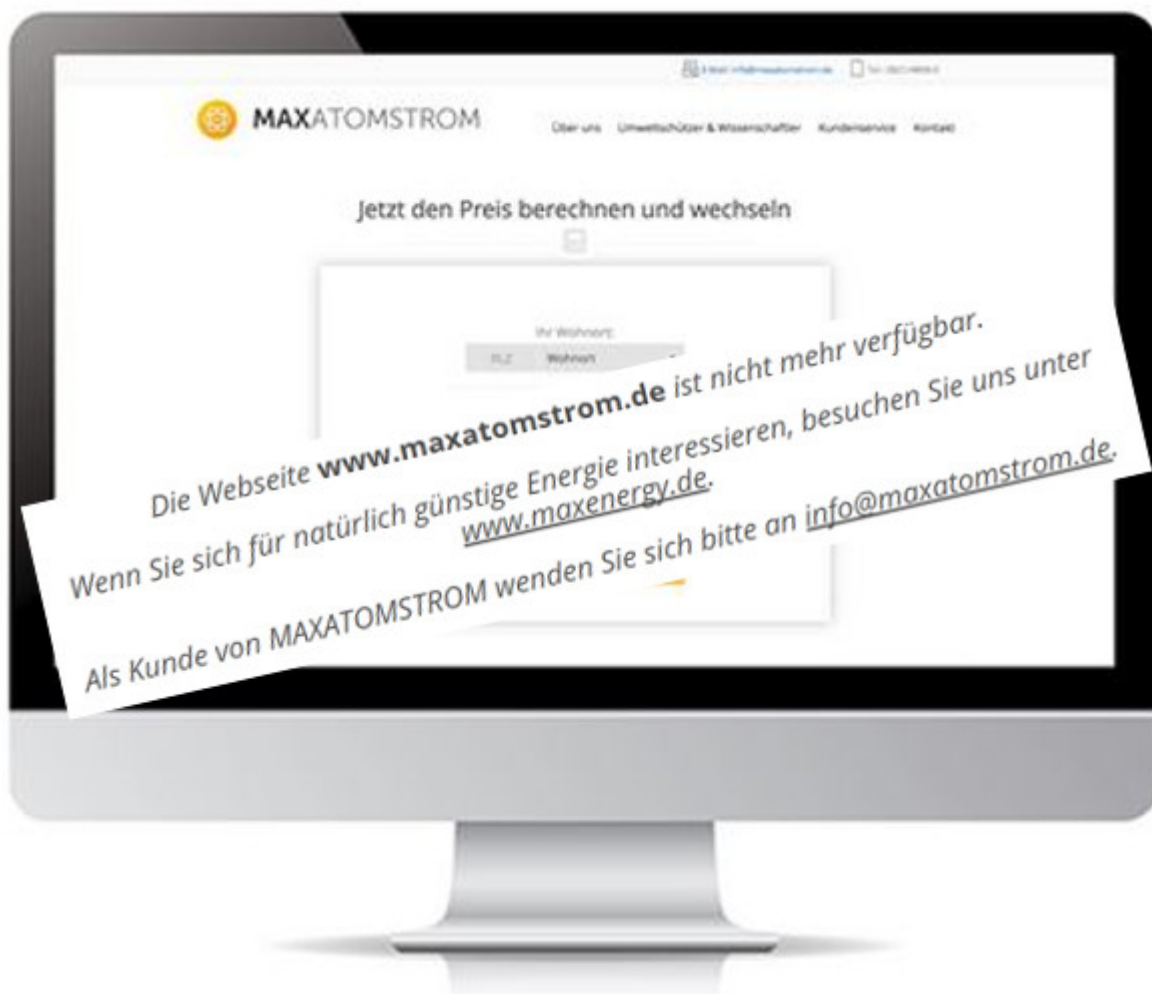 MAXATOMSTROM
Über uns Umweltschützer & Wissenschaftler Kundenservice Kontakt
Jetzt den Preis berechnen und wechseln
Ihr Wohnort:
PLZ Wohnort
Die Webseite www.maxatomstrom.de ist nicht mehr verfügbar.
Wenn Sie sich für natürlich günstige Energie interessieren, besuchen Sie uns unter
www.maxenergy.de.
Als Kunde von MAXATOMSTROM wenden Sie sich bitte an info@maxatomstrom.de.